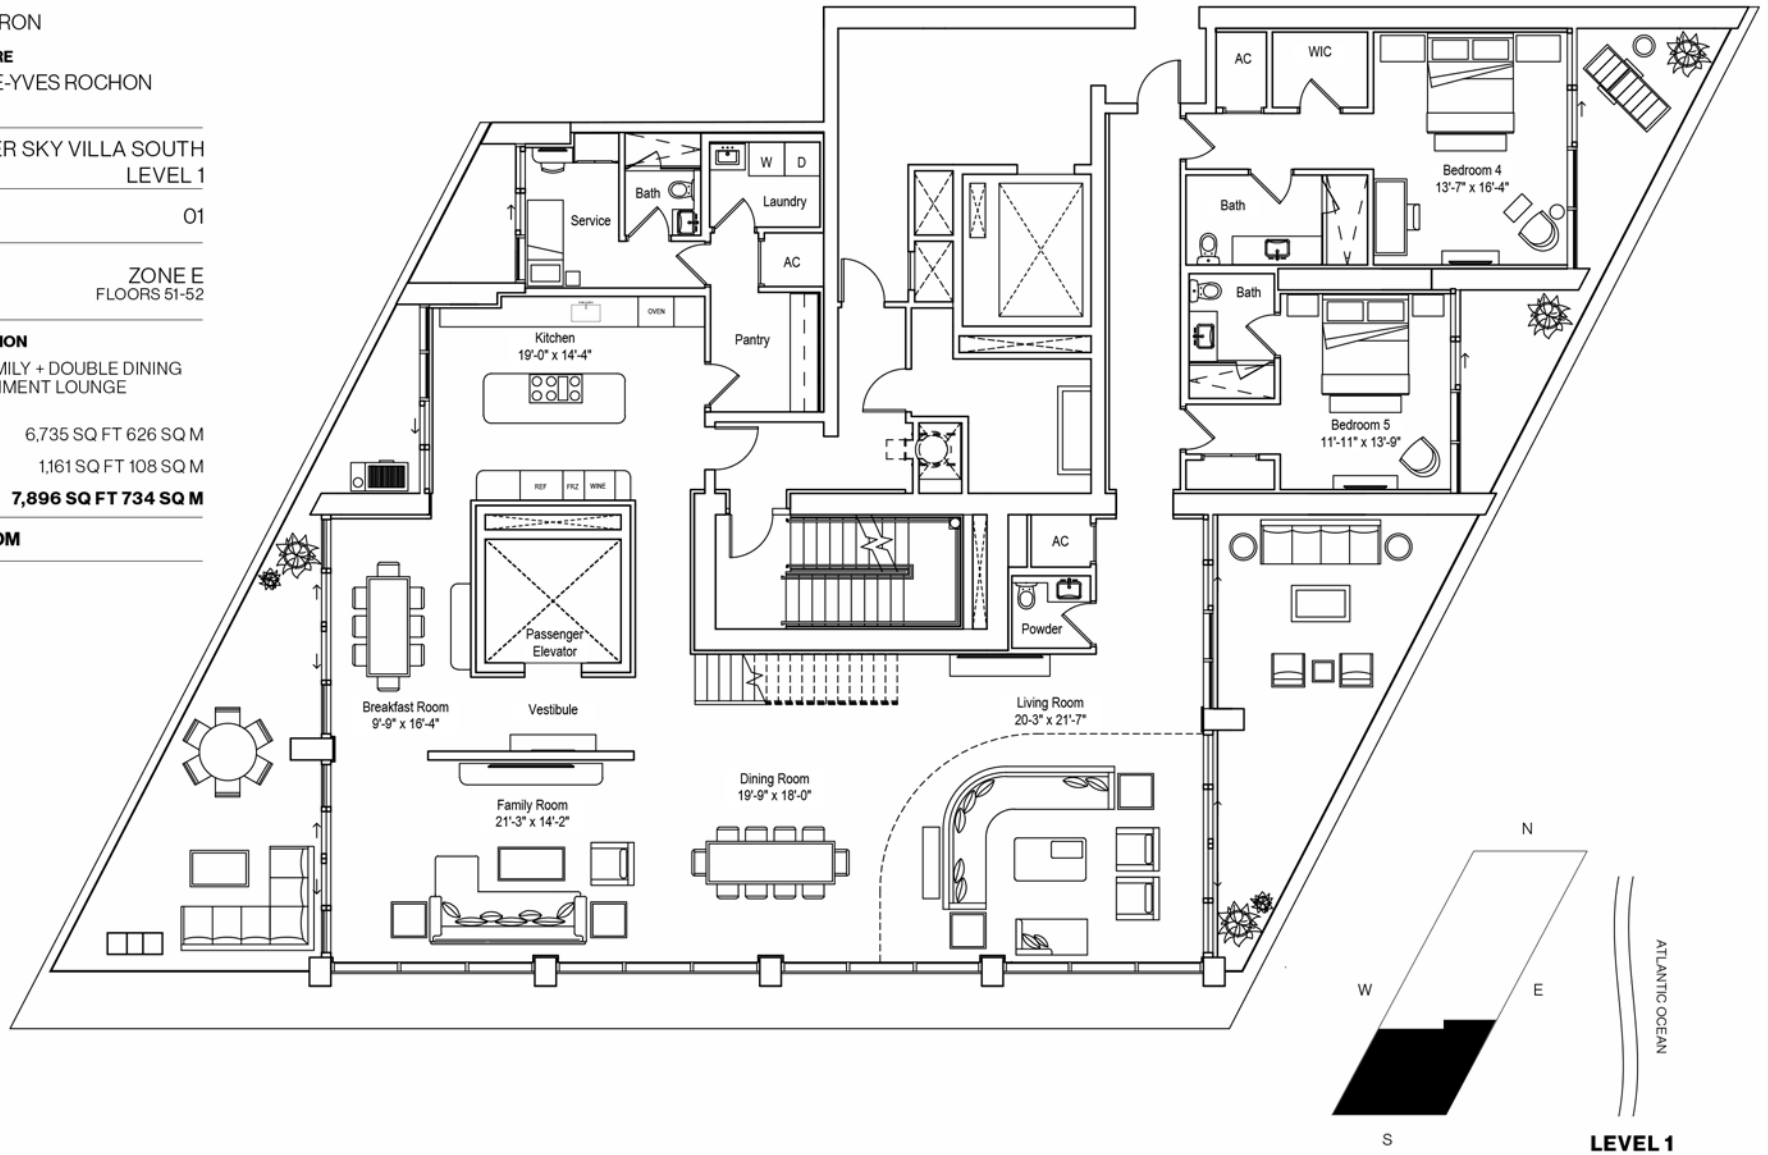 RON
RE
E-YVES ROCHON
ER SKY VILLA SOUTH
LEVEL 1
01
ZONE E
FLOORS 51-52
ION
MILY + DOUBLE DINING
NMENT LOUNGE
6,735 SQ FT 626 SQ M
1,161 SQ FT 108 SQ M
7,896 SQ FT 734 SQ M
OM
AC
WIC
Bedroom 4
13'-7" x 16'-4"
Bath
W
D
Laundry
Bath
Service
AC
Bath
OVEN
Kitchen
19'-0" x 14'-4"
Pantry
Bedroom 5
11'-11" x 13'-9"
REF
FRZ
WINE
AC
Passenger
Elevator
Powder
Breakfast Room
9'-9" x 16'-4"
Vestibule
Living Room
20-3" x 21'-7"
Dining Room
19'-9" x 18'-0"
Family Room
21'-3" x 14'-2"
N
W
E
S
ATLANTIC OCEAN
LEVEL 1